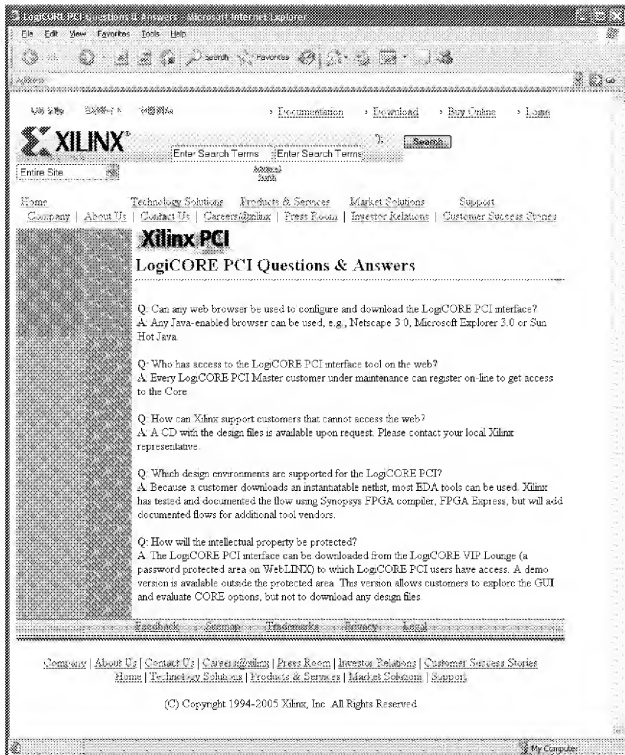 LogiCORE PCI Questions & Answers - Microsoft Internet Explorer
File Edit View Favorites Tools Help
Search Favorites
Address Go
> Documentation > Download > Buy Online > Login
XILINX®
Enter Search Terms Enter Search Terms Search
Entire Site Advanced Search
Home Technology Solutions Products & Services Market Solutions Support
Company | About Us | Contact Us | Careers@xilinx | Press Room | Investor Relations | Customer Success Stories
Xilinx PCI
LogiCORE PCI Questions & Answers
Q: Can any web browser be used to configure and download the LogiCORE PCI interface?
A: Any Java-enabled browser can be used, e.g., Netscape 3.0, Microsoft Explorer 3.0 or Sun
Hot Java.
Q: Who has access to the LogiCORE PCI interface tool on the web?
A: Every LogiCORE PCI Master customer under maintenance can register on-line to get access
to the Core
Q: How can Xilinx support customers that cannot access the web?
A: A CD with the design files is available upon request. Please contact your local Xilinx
representative.
Q: Which design environments are supported for the LogiCORE PCI?
A: Because a customer downloads an instantiatable netlist, most EDA tools can be used. Xilinx
has tested and documented the flow using Synopsys FPGA compiler, FPGA Express, but will add
documented flows for additional tool vendors.
Q: How will the intellectual property be protected?
A: The LogiCORE PCI interface can be downloaded from the LogiCORE VIP Lounge (a
password protected area on WebLINX) to which LogiCORE PCI users have access. A demo
version is available outside the protected area. This version allows customers to explore the GUI
and evaluate CORE options, but not to download any design files.
Feedback Sitemap Trademarks Privacy Legal
Company | About Us | Contact Us | Careers@xilinx | Press Room | Investor Relations | Customer Success Stories
Home | Technology Solutions | Products & Services | Market Solutions | Support
(C) Copyright 1994-2005 Xilinx, Inc. All Rights Reserved
My Computer